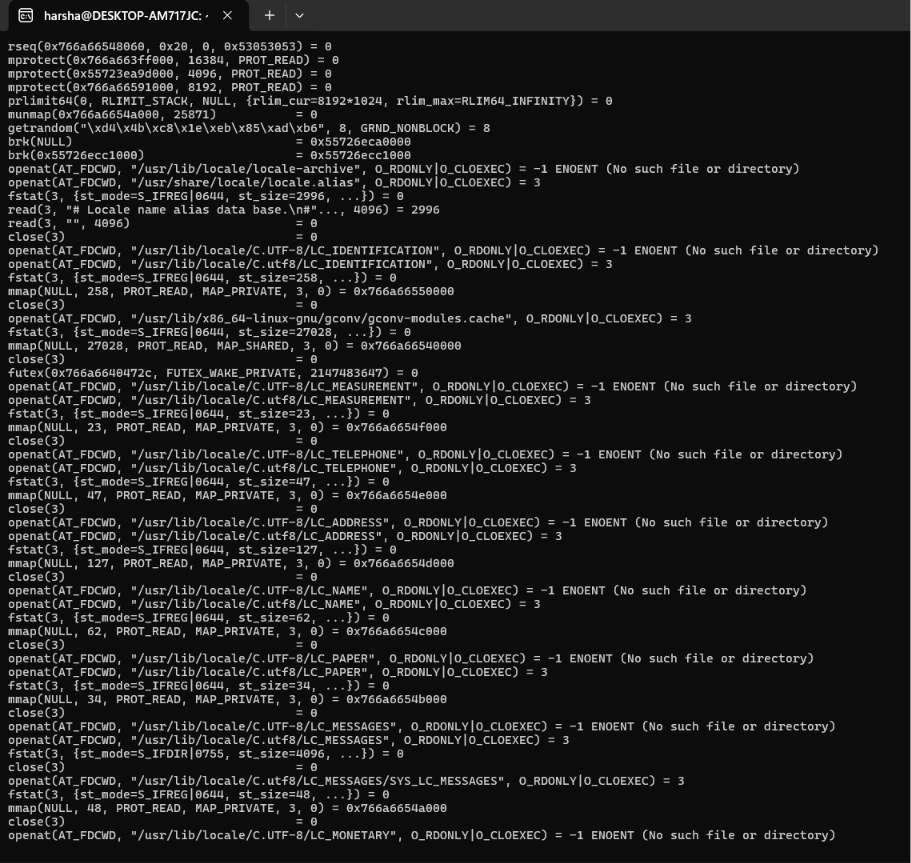 harsha@DESKTOP-AM717JC: ~
rseq(0x766a66548060, 0x20, 0, 0x53053053) = 0
mprotect(0x766a663ff000, 16384, PROT_READ) = 0
mprotect(0x55723ea9d000, 4096, PROT_READ) = 0
mprotect(0x766a66591000, 8192, PROT_READ) = 0
prlimit64(0, RLIMIT_STACK, NULL, {rlim_cur=8192*1024, rlim_max=RLIM64_INFINITY}) = 0
munmap(0x766a6654a000, 25871)           = 0
getrandom("\xd4\x4b\xc8\x1e\xeb\x85\xad\xb6", 8, GRND_NONBLOCK) = 8
brk(NULL)                               = 0x55726eca0000
brk(0x55726ecc1000)                     = 0x55726ecc1000
openat(AT_FDCWD, "/usr/lib/locale/locale-archive", O_RDONLY|O_CLOEXEC) = -1 ENOENT (No such file or directory)
openat(AT_FDCWD, "/usr/share/locale/locale.alias", O_RDONLY|O_CLOEXEC) = 3
fstat(3, {st_mode=S_IFREG|0644, st_size=2996, ...}) = 0
read(3, "# Locale name alias data base.\n#"..., 4096) = 2996
read(3, "", 4096)                       = 0
close(3)                                = 0
openat(AT_FDCWD, "/usr/lib/locale/C.UTF-8/LC_IDENTIFICATION", O_RDONLY|O_CLOEXEC) = -1 ENOENT (No such file or directory)
openat(AT_FDCWD, "/usr/lib/locale/C.utf8/LC_IDENTIFICATION", O_RDONLY|O_CLOEXEC) = 3
fstat(3, {st_mode=S_IFREG|0644, st_size=258, ...}) = 0
mmap(NULL, 258, PROT_READ, MAP_PRIVATE, 3, 0) = 0x766a66550000
close(3)                                = 0
openat(AT_FDCWD, "/usr/lib/x86_64-linux-gnu/gconv/gconv-modules.cache", O_RDONLY|O_CLOEXEC) = 3
fstat(3, {st_mode=S_IFREG|0644, st_size=27028, ...}) = 0
mmap(NULL, 27028, PROT_READ, MAP_SHARED, 3, 0) = 0x766a66540000
close(3)                                = 0
futex(0x766a6640472c, FUTEX_WAKE_PRIVATE, 2147483647) = 0
openat(AT_FDCWD, "/usr/lib/locale/C.UTF-8/LC_MEASUREMENT", O_RDONLY|O_CLOEXEC) = -1 ENOENT (No such file or directory)
openat(AT_FDCWD, "/usr/lib/locale/C.utf8/LC_MEASUREMENT", O_RDONLY|O_CLOEXEC) = 3
fstat(3, {st_mode=S_IFREG|0644, st_size=23, ...}) = 0
mmap(NULL, 23, PROT_READ, MAP_PRIVATE, 3, 0) = 0x766a6654f000
close(3)                                = 0
openat(AT_FDCWD, "/usr/lib/locale/C.UTF-8/LC_TELEPHONE", O_RDONLY|O_CLOEXEC) = -1 ENOENT (No such file or directory)
openat(AT_FDCWD, "/usr/lib/locale/C.utf8/LC_TELEPHONE", O_RDONLY|O_CLOEXEC) = 3
fstat(3, {st_mode=S_IFREG|0644, st_size=47, ...}) = 0
mmap(NULL, 47, PROT_READ, MAP_PRIVATE, 3, 0) = 0x766a6654e000
close(3)                                = 0
openat(AT_FDCWD, "/usr/lib/locale/C.UTF-8/LC_ADDRESS", O_RDONLY|O_CLOEXEC) = -1 ENOENT (No such file or directory)
openat(AT_FDCWD, "/usr/lib/locale/C.utf8/LC_ADDRESS", O_RDONLY|O_CLOEXEC) = 3
fstat(3, {st_mode=S_IFREG|0644, st_size=127, ...}) = 0
mmap(NULL, 127, PROT_READ, MAP_PRIVATE, 3, 0) = 0x766a6654d000
close(3)                                = 0
openat(AT_FDCWD, "/usr/lib/locale/C.UTF-8/LC_NAME", O_RDONLY|O_CLOEXEC) = -1 ENOENT (No such file or directory)
openat(AT_FDCWD, "/usr/lib/locale/C.utf8/LC_NAME", O_RDONLY|O_CLOEXEC) = 3
fstat(3, {st_mode=S_IFREG|0644, st_size=62, ...}) = 0
mmap(NULL, 62, PROT_READ, MAP_PRIVATE, 3, 0) = 0x766a6654c000
close(3)                                = 0
openat(AT_FDCWD, "/usr/lib/locale/C.UTF-8/LC_PAPER", O_RDONLY|O_CLOEXEC) = -1 ENOENT (No such file or directory)
openat(AT_FDCWD, "/usr/lib/locale/C.utf8/LC_PAPER", O_RDONLY|O_CLOEXEC) = 3
fstat(3, {st_mode=S_IFREG|0644, st_size=34, ...}) = 0
mmap(NULL, 34, PROT_READ, MAP_PRIVATE, 3, 0) = 0x766a6654b000
close(3)                                = 0
openat(AT_FDCWD, "/usr/lib/locale/C.UTF-8/LC_MESSAGES", O_RDONLY|O_CLOEXEC) = -1 ENOENT (No such file or directory)
openat(AT_FDCWD, "/usr/lib/locale/C.utf8/LC_MESSAGES", O_RDONLY|O_CLOEXEC) = 3
fstat(3, {st_mode=S_IFDIR|0755, st_size=4096, ...}) = 0
close(3)                                = 0
openat(AT_FDCWD, "/usr/lib/locale/C.utf8/LC_MESSAGES/SYS_LC_MESSAGES", O_RDONLY|O_CLOEXEC) = 3
fstat(3, {st_mode=S_IFREG|0644, st_size=48, ...}) = 0
mmap(NULL, 48, PROT_READ, MAP_PRIVATE, 3, 0) = 0x766a6654a000
close(3)                                = 0
openat(AT_FDCWD, "/usr/lib/locale/C.UTF-8/LC_MONETARY", O_RDONLY|O_CLOEXEC) = -1 ENOENT (No such file or directory)